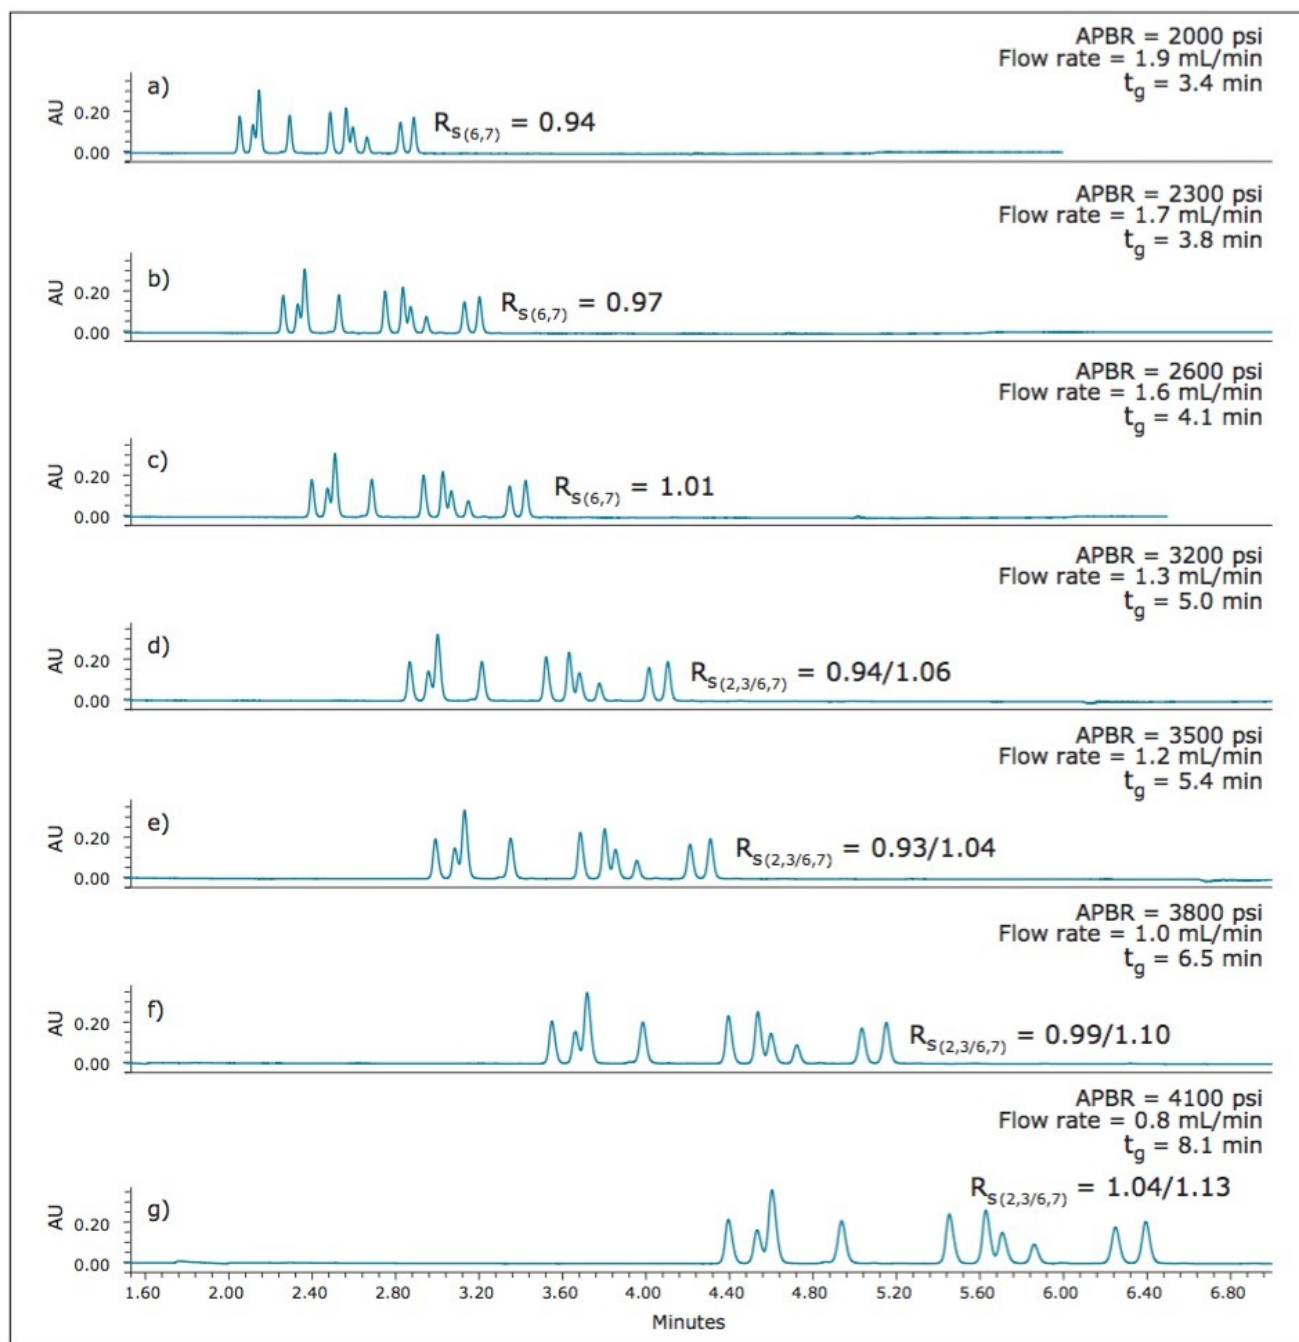 APBR = 2000 psi
Flow rate = 1.9 mL/min
tg = 3.4 min
a)
AU
0.20
0.00
Rs(6,7) = 0.94
APBR = 2300 psi
Flow rate = 1.7 mL/min
tg = 3.8 min
b)
AU
0.20
0.00
Rs(6,7) = 0.97
APBR = 2600 psi
Flow rate = 1.6 mL/min
tg = 4.1 min
c)
AU
0.20
0.00
Rs(6,7) = 1.01
APBR = 3200 psi
Flow rate = 1.3 mL/min
tg = 5.0 min
d)
AU
0.20
0.00
Rs(2,3/6,7) = 0.94/1.06
APBR = 3500 psi
Flow rate = 1.2 mL/min
tg = 5.4 min
e)
AU
0.20
0.00
Rs(2,3/6,7) = 0.93/1.04
APBR = 3800 psi
Flow rate = 1.0 mL/min
tg = 6.5 min
f)
AU
0.20
0.00
Rs(2,3/6,7) = 0.99/1.10
APBR = 4100 psi
Flow rate = 0.8 mL/min
tg = 8.1 min
g)
AU
0.20
0.00
Rs(2,3/6,7) = 1.04/1.13
1.60 2.00 2.40 2.80 3.20 3.60 4.00 4.40 4.80 5.20 5.60 6.00 6.40 6.80
Minutes